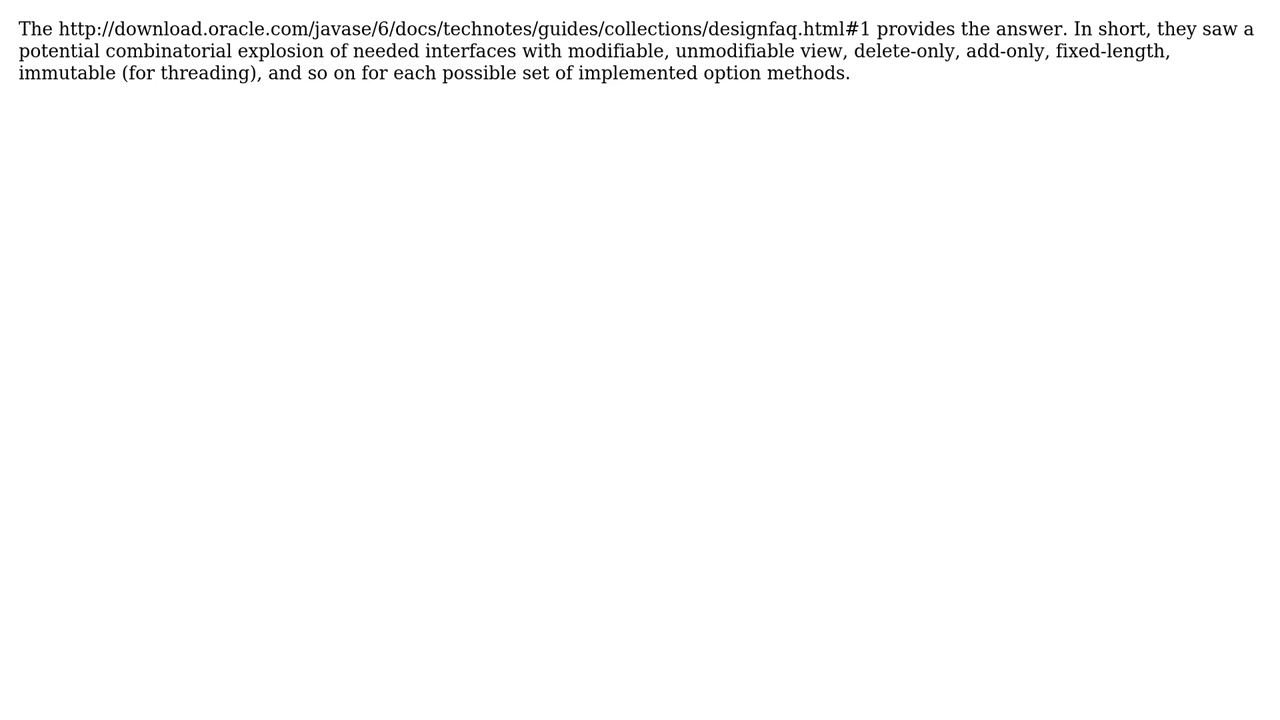 The http://download.oracle.com/javase/6/docs/technotes/guides/collections/designfaq.html#1 provides the answer. In short, they saw a
potential combinatorial explosion of needed interfaces with modifiable, unmodifiable view, delete-only, add-only, fixed-length,
immutable (for threading), and so on for each possible set of implemented option methods.